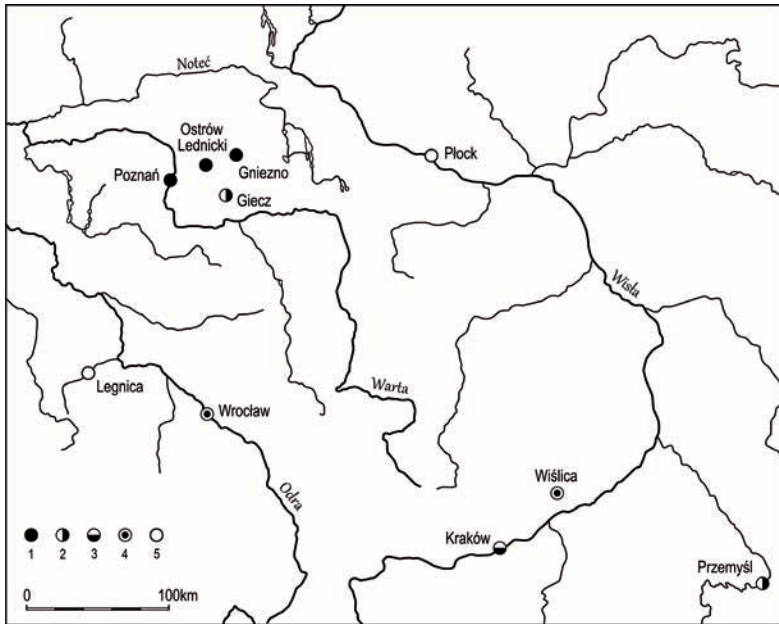 Noteć
Ostrów
Lednicki
Gniezno
Poznań
Giecz
Płock
Wisła
Legnica
Wrocław
Warta
Odra
Wiślica
Kraków
Przemyśl
1 2 3 4 5
0 100km